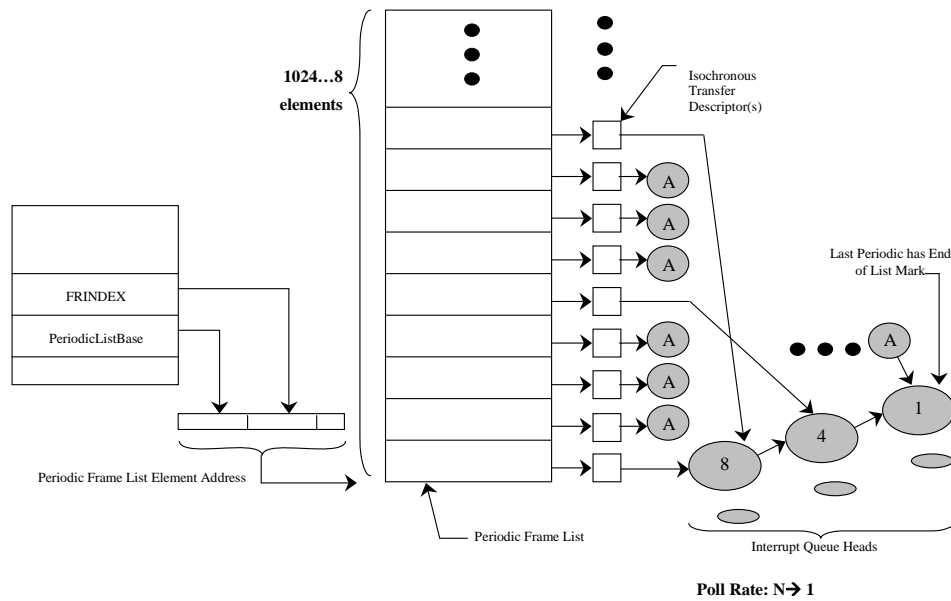 1024...8
elements
Isochronous
Transfer
Descriptor(s)
A
A
A
Last Periodic has End
of List Mark
FRINDEX
PeriodicListBase
A
A
A
A
1
4
8
Periodic Frame List Element Address
Periodic Frame List
Interrupt Queue Heads
Poll Rate: N→ 1